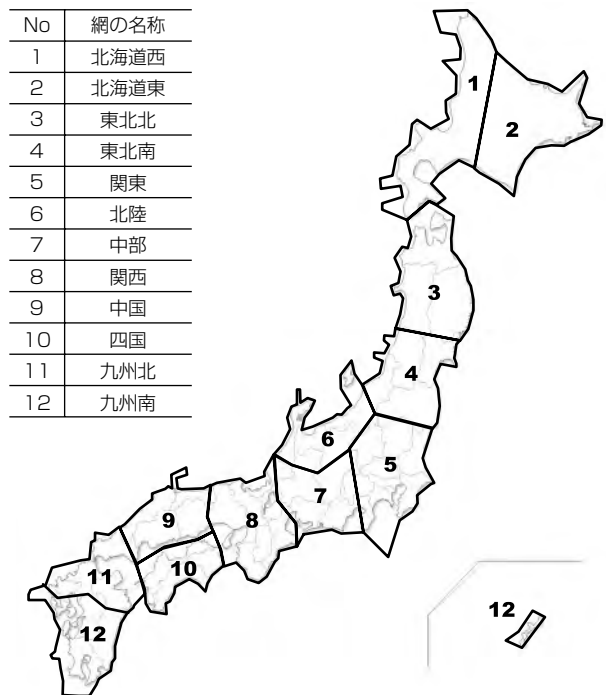 No 網の名称
1 北海道西
2 北海道東
3 東北北
4 東北南
5 関東
6 北陸
7 中部
8 関西
9 中国
10 四国
11 九州北
12 九州南
1
2
3
4
6
5
7
9
8
10
11
12
12